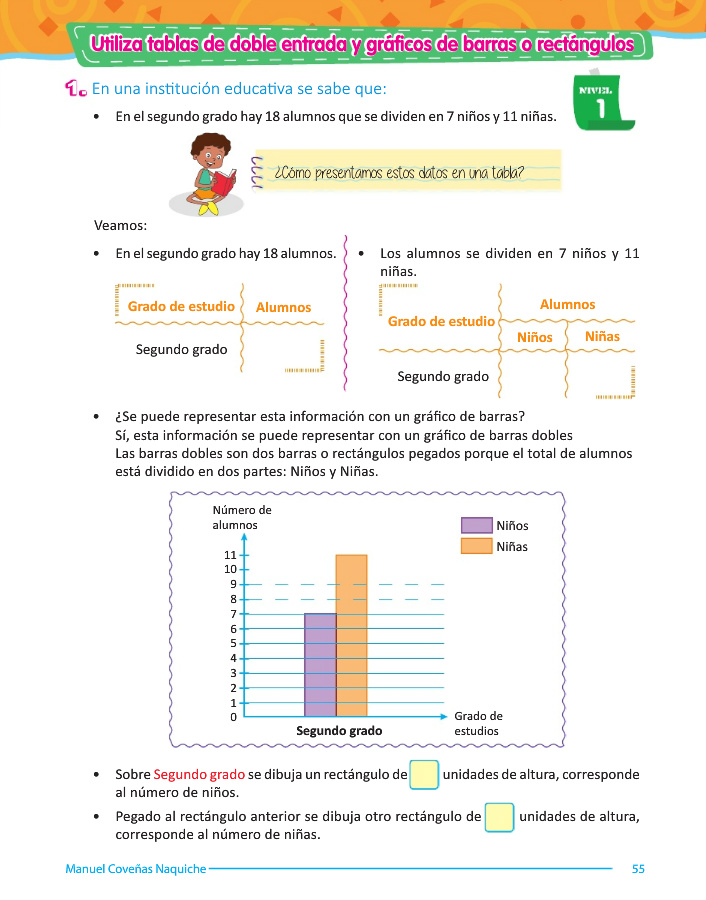 Utiliza tablas de doble entrada y gráficos de barras o rectángulos
1. En una institución educativa se sabe que:
NIVEL
1
• En el segundo grado hay 18 alumnos que se dividen en 7 niños y 11 niñas.
¿Cómo presentamos estos datos en una tabla?
Veamos:
• En el segundo grado hay 18 alumnos.
Grado de estudio Alumnos
Segundo grado
• Los alumnos se dividen en 7 niños y 11
niñas.
Alumnos
Grado de estudio
Niños Niñas
Segundo grado
• ¿Se puede representar esta información con un gráfico de barras?
Sí, esta información se puede representar con un gráfico de barras dobles
Las barras dobles son dos barras o rectángulos pegados porque el total de alumnos
está dividido en dos partes: Niños y Niñas.
Número de
alumnos
Niños
Niñas
11
10
9
8
7
6
5
4
3
2
1
0
Grado de
estudios
Segundo grado
• Sobre Segundo grado se dibuja un rectángulo de unidades de altura, corresponde
al número de niños.
• Pegado al rectángulo anterior se dibuja otro rectángulo de unidades de altura,
corresponde al número de niñas.
Manuel Coveñas Naquiche 55